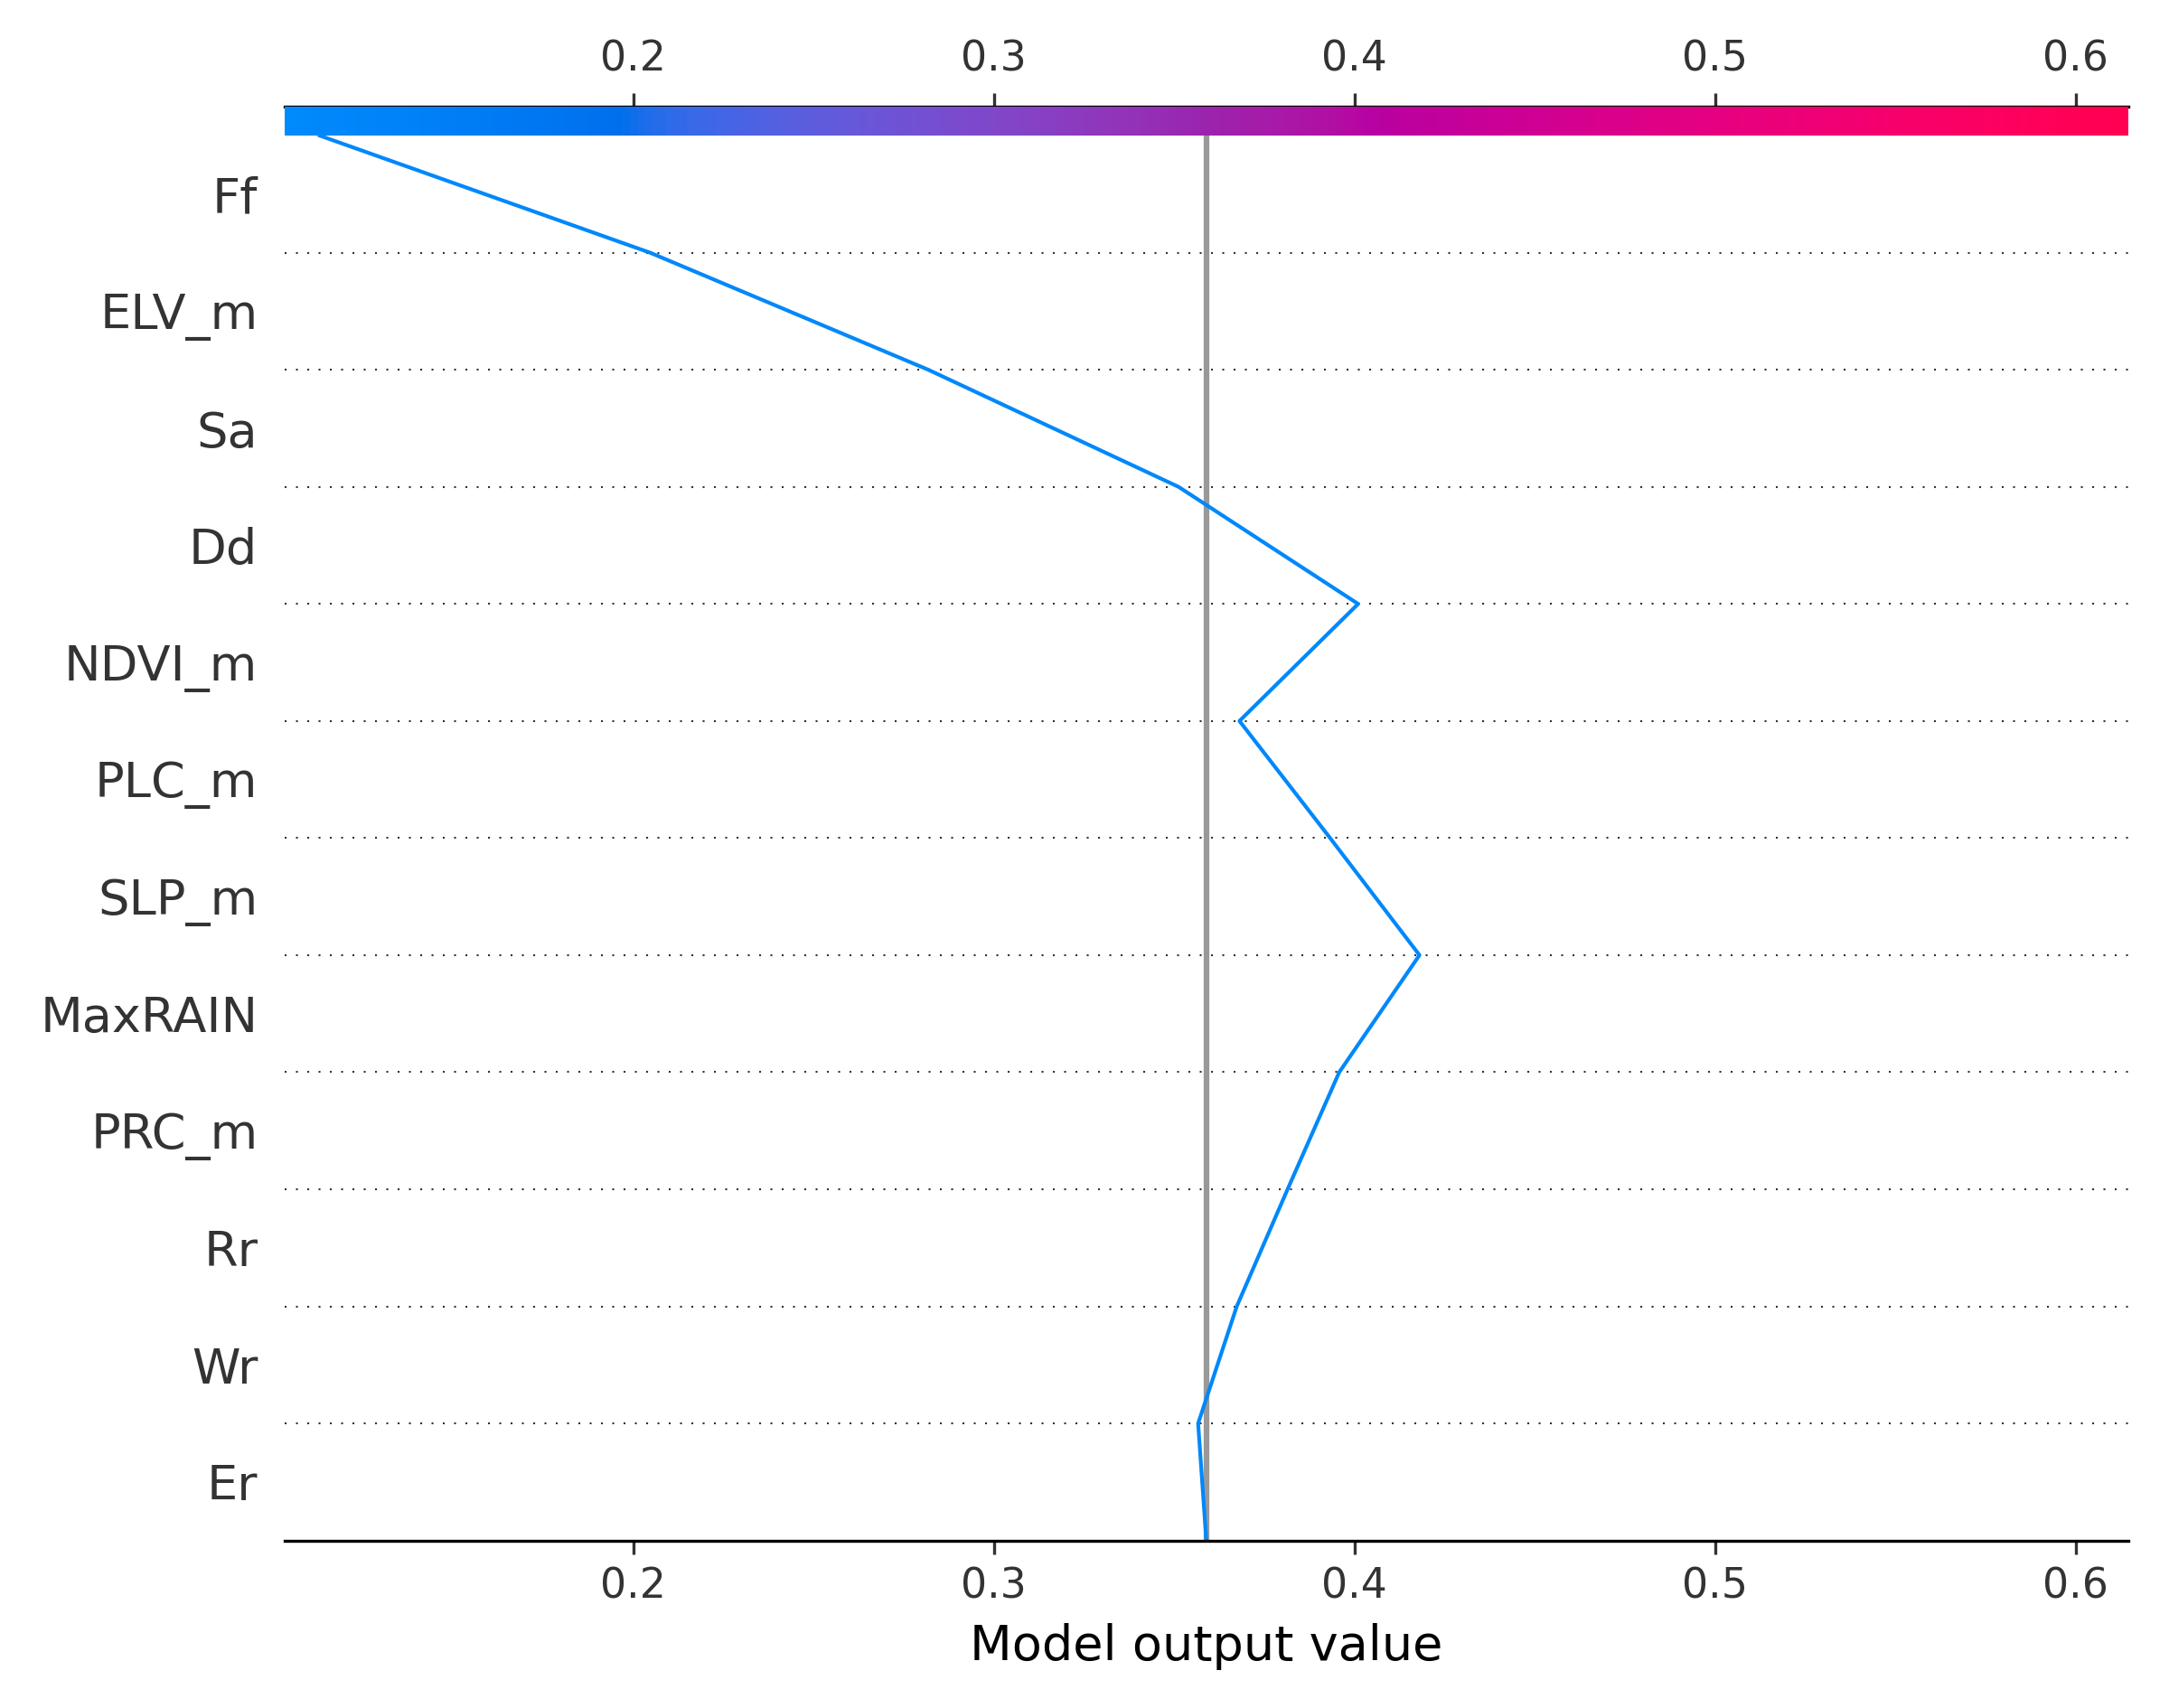 0.2 0.3 0.4 0.5 0.6
Ff
ELV_m
Sa
Dd
NDVI_m
PLC_m
SLP_m
MaxRAIN
PRC_m
Rr
Wr
Er
0.2 0.3 0.4 0.5 0.6
Model output value